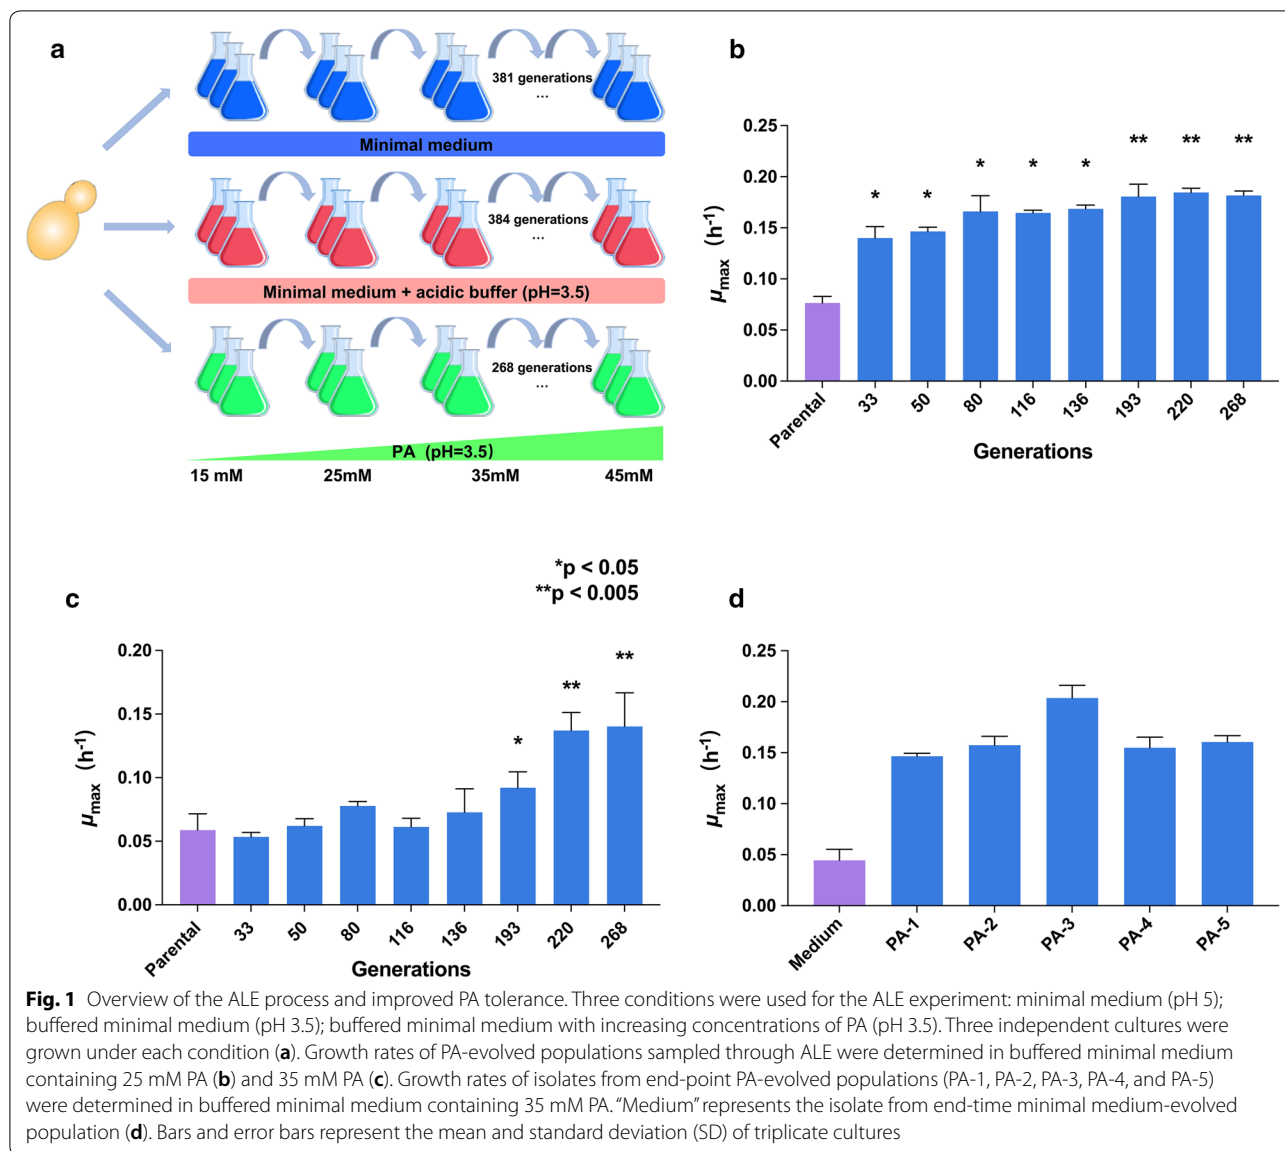 a
381 generations
...
Minimal medium
384 generations
...
Minimal medium + acidic buffer (pH=3.5)
268 generations
...
PA (pH=3.5)
15 mM 25mM 35mM 45mM
b
μmax (h-1)
0.25
0.20
0.15
0.10
0.05
0.00
* * * * * ** ** **
Parental 33 50 80 116 136 193 220 268
Generations
*p < 0.05
**p < 0.005
c
μmax (h-1)
0.20
0.15
0.10
0.05
0.00
* ** **
Parental 33 50 80 116 136 193 220 268
Generations
d
μmax (h-1)
0.25
0.20
0.15
0.10
0.05
0.00
Medium PA-1 PA-2 PA-3 PA-4 PA-5
Fig. 1 Overview of the ALE process and improved PA tolerance. Three conditions were used for the ALE experiment: minimal medium (pH 5);
buffered minimal medium (pH 3.5); buffered minimal medium with increasing concentrations of PA (pH 3.5). Three independent cultures were
grown under each condition (a). Growth rates of PA-evolved populations sampled through ALE were determined in buffered minimal medium
containing 25 mM PA (b) and 35 mM PA (c). Growth rates of isolates from end-point PA-evolved populations (PA-1, PA-2, PA-3, PA-4, and PA-5)
were determined in buffered minimal medium containing 35 mM PA. “Medium” represents the isolate from end-time minimal medium-evolved
population (d). Bars and error bars represent the mean and standard deviation (SD) of triplicate cultures